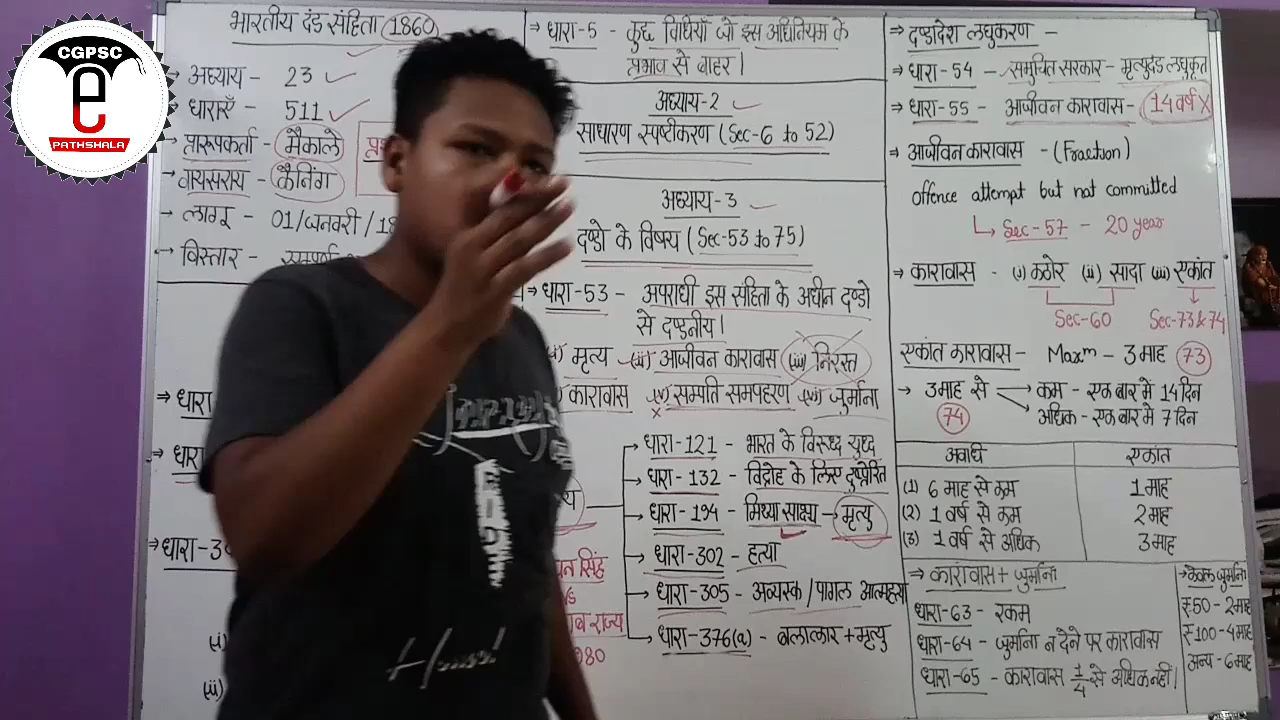 CGPSC
e
PATHSHALA
भारतीय दंड संहिता (1860)
→ अध्याय - 23
→ धाराएँ - 511
→ प्रारूपकर्ता - मैकाले
→ वायसराय - कैनिंग
→ लागू - 01/जनवरी/18
→ विस्तार - सम्पूर्ण
⇒ धारा
⇒ धारा
⇒ धारा-34
(i)
(ii)
⇒ धारा-5 - कुछ विधियाँ जो इस अधिनियम के
प्रभाव से बाहर।
अध्याय-2
साधारण स्पष्टीकरण (Sec-6 to 52)
अध्याय-3
दण्डो के विषय (Sec-53 to 75)
⇒ धारा-53 - अपराधी इस संहिता के अधीन दण्डो
से दण्डनीय।
मृत्य (ii) आजीवन कारावास (iii) निरस्त
कारावास (v) सम्पति समपहरण (vi) जुर्माना
→ धारा-121 - भारत के विरुध्द युध्द
→ धारा-132 - विद्रोह के लिए दुष्प्रेरित
→ धारा-194 - मिथ्या साक्ष्य → मृत्यु
→ धारा-302 - हत्या
→ धारा-305 - अव्यस्क / पागल आत्महत्या
→ धारा-376(a) - बलात्कार + मृत्यु
सिंह
राज्य
980
⇒ दण्डादेश लघुकरण -
⇒ धारा-54 - समुचित सरकार - मृत्युदंड लघुकृत
⇒ धारा-55 - आजीवन कारावास - 14 वर्ष X
⇒ आजीवन कारावास - (Fraction)
offence attempt but not committed
↳ Sec-57 - 20 year
⇒ कारावास - (i) कठोर (ii) सादा (iii) एकांत
Sec-60 Sec-73 & 74
एकांत कारावास - Maxᵐ - 3 माह 73
→ 3 माह से कम - एक बार में 14 दिन
74 अधिक - एक बार में 7 दिन
अवधि एकांत
(1) 6 माह से कम 1 माह
(2) 1 वर्ष से कम 2 माह
(3) 1 वर्ष से अधिक 3 माह
⇒ कारावास + जुर्माना
धारा-63 - रकम
धारा-64 - जुर्माना न देने पर कारावास
धारा-65 - कारावास 1/4 से अधिक नहीं।
→ केवल जुर्माना
₹50 - 2 माह
₹100 - 4 माह
अन्य - 6 माह